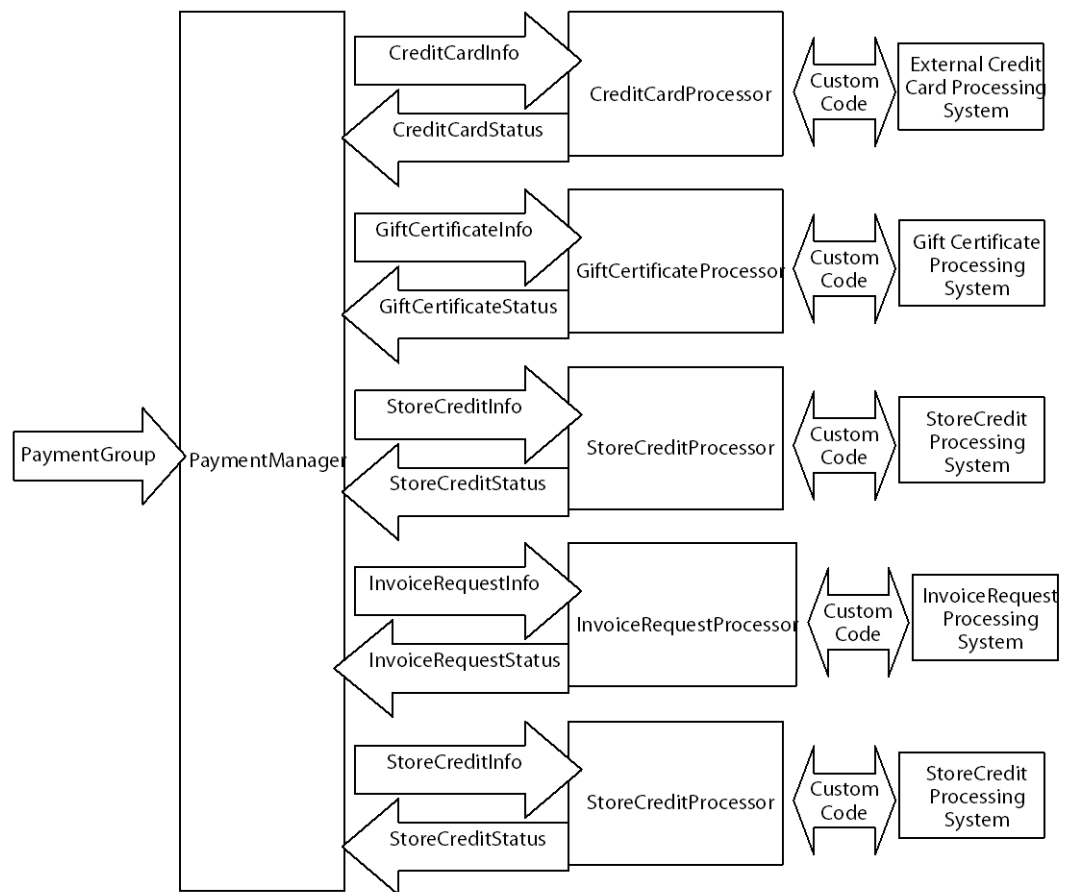 PaymentGroup
PaymentManager
CreditCardInfo
CreditCardStatus
CreditCardProcessor
Custom
Code
External Credit
Card Processing
System
GiftCertificateInfo
GiftCertificateStatus
GiftCertificateProcessor
Custom
Code
Gift Certificate
Processing
System
StoreCreditInfo
StoreCreditStatus
StoreCreditProcessor
Custom
Code
StoreCredit
Processing
System
InvoiceRequestInfo
InvoiceRequestStatus
InvoiceRequestProcessor
Custom
Code
InvoiceRequest
Processing
System
StoreCreditInfo
StoreCreditStatus
StoreCreditProcessor
Custom
Code
StoreCredit
Processing
System